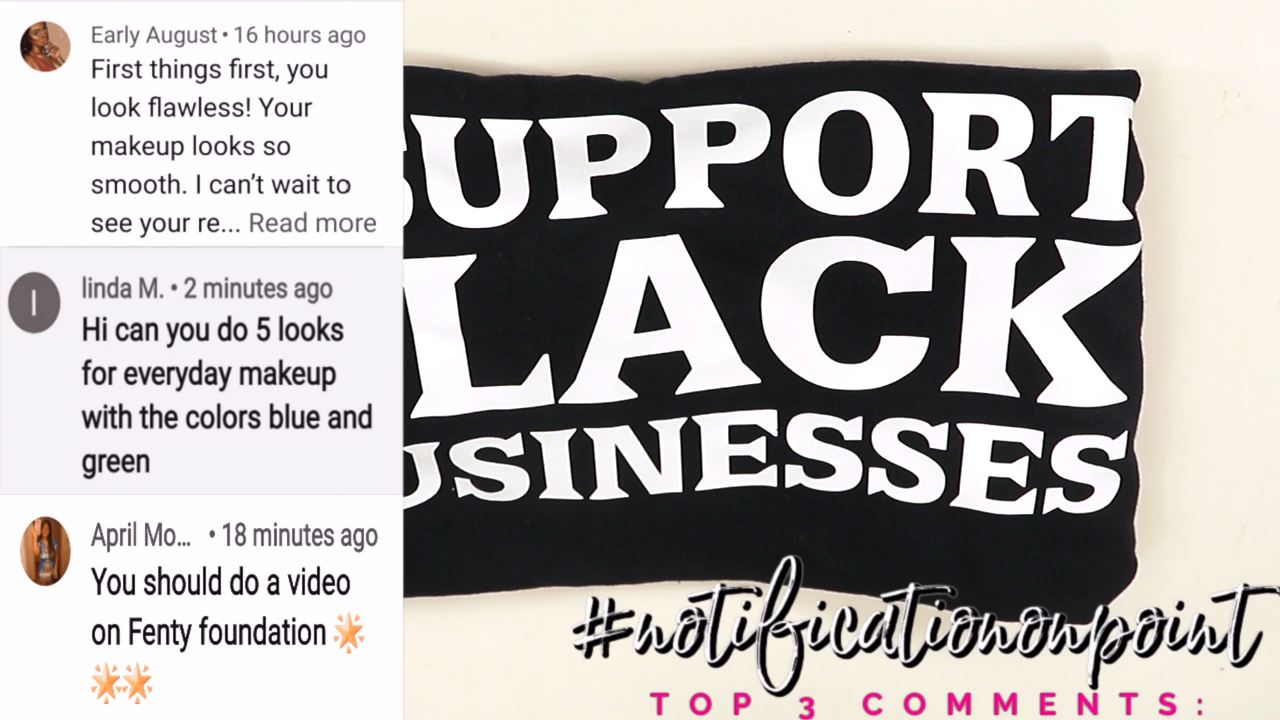 Early August • 16 hours ago
First things first, you
look flawless! Your
makeup looks so
smooth. I can't wait to
see your re... Read more
I
linda M. • 2 minutes ago
Hi can you do 5 looks
for everyday makeup
with the colors blue and
green
April Mo... • 18 minutes ago
You should do a video
on Fenty foundation 🌟
🌟🌟
SUPPORT
LACK
USINESSES
#notificationonpoint
TOP 3 COMMENTS: